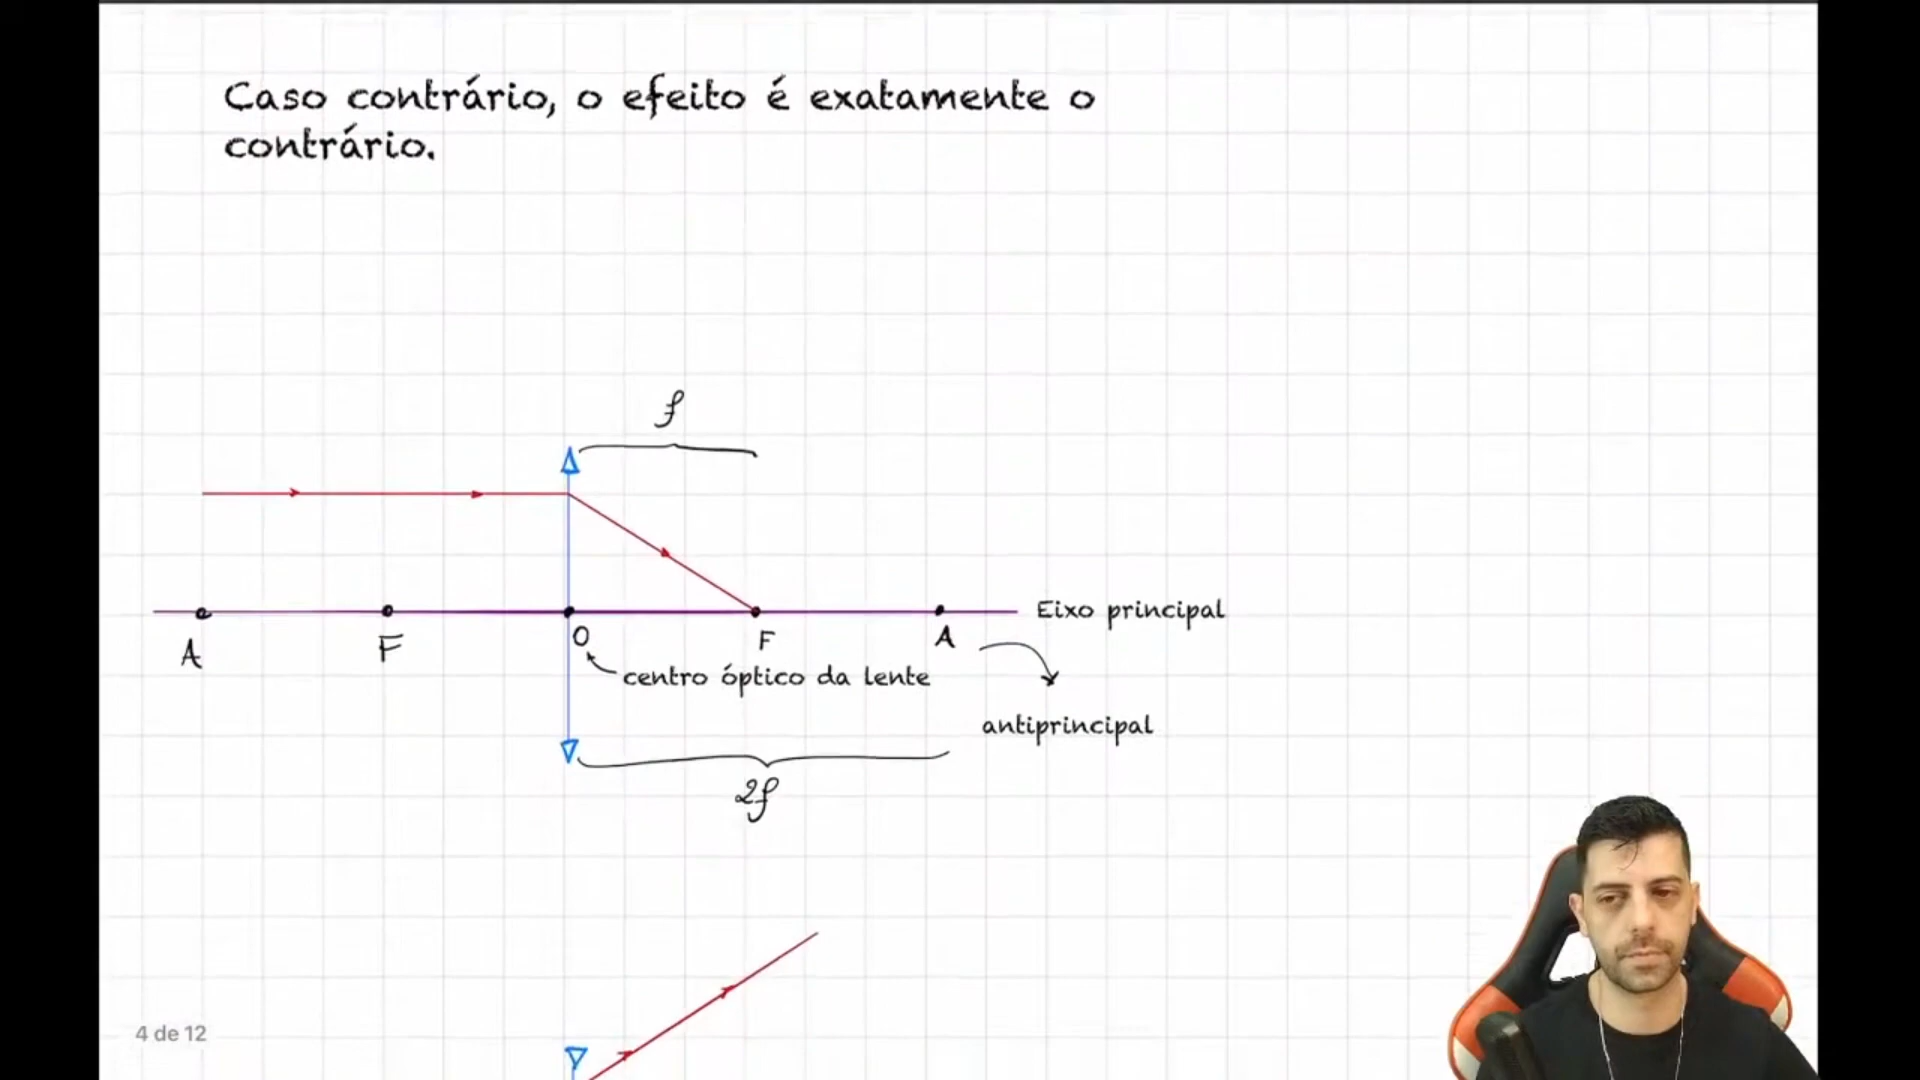 Caso contrário, o efeito é exatamente o
contrário.
f
A
F
O
F
A
Eixo principal
centro óptico da lente
antiprincipal
2f
4 de 12